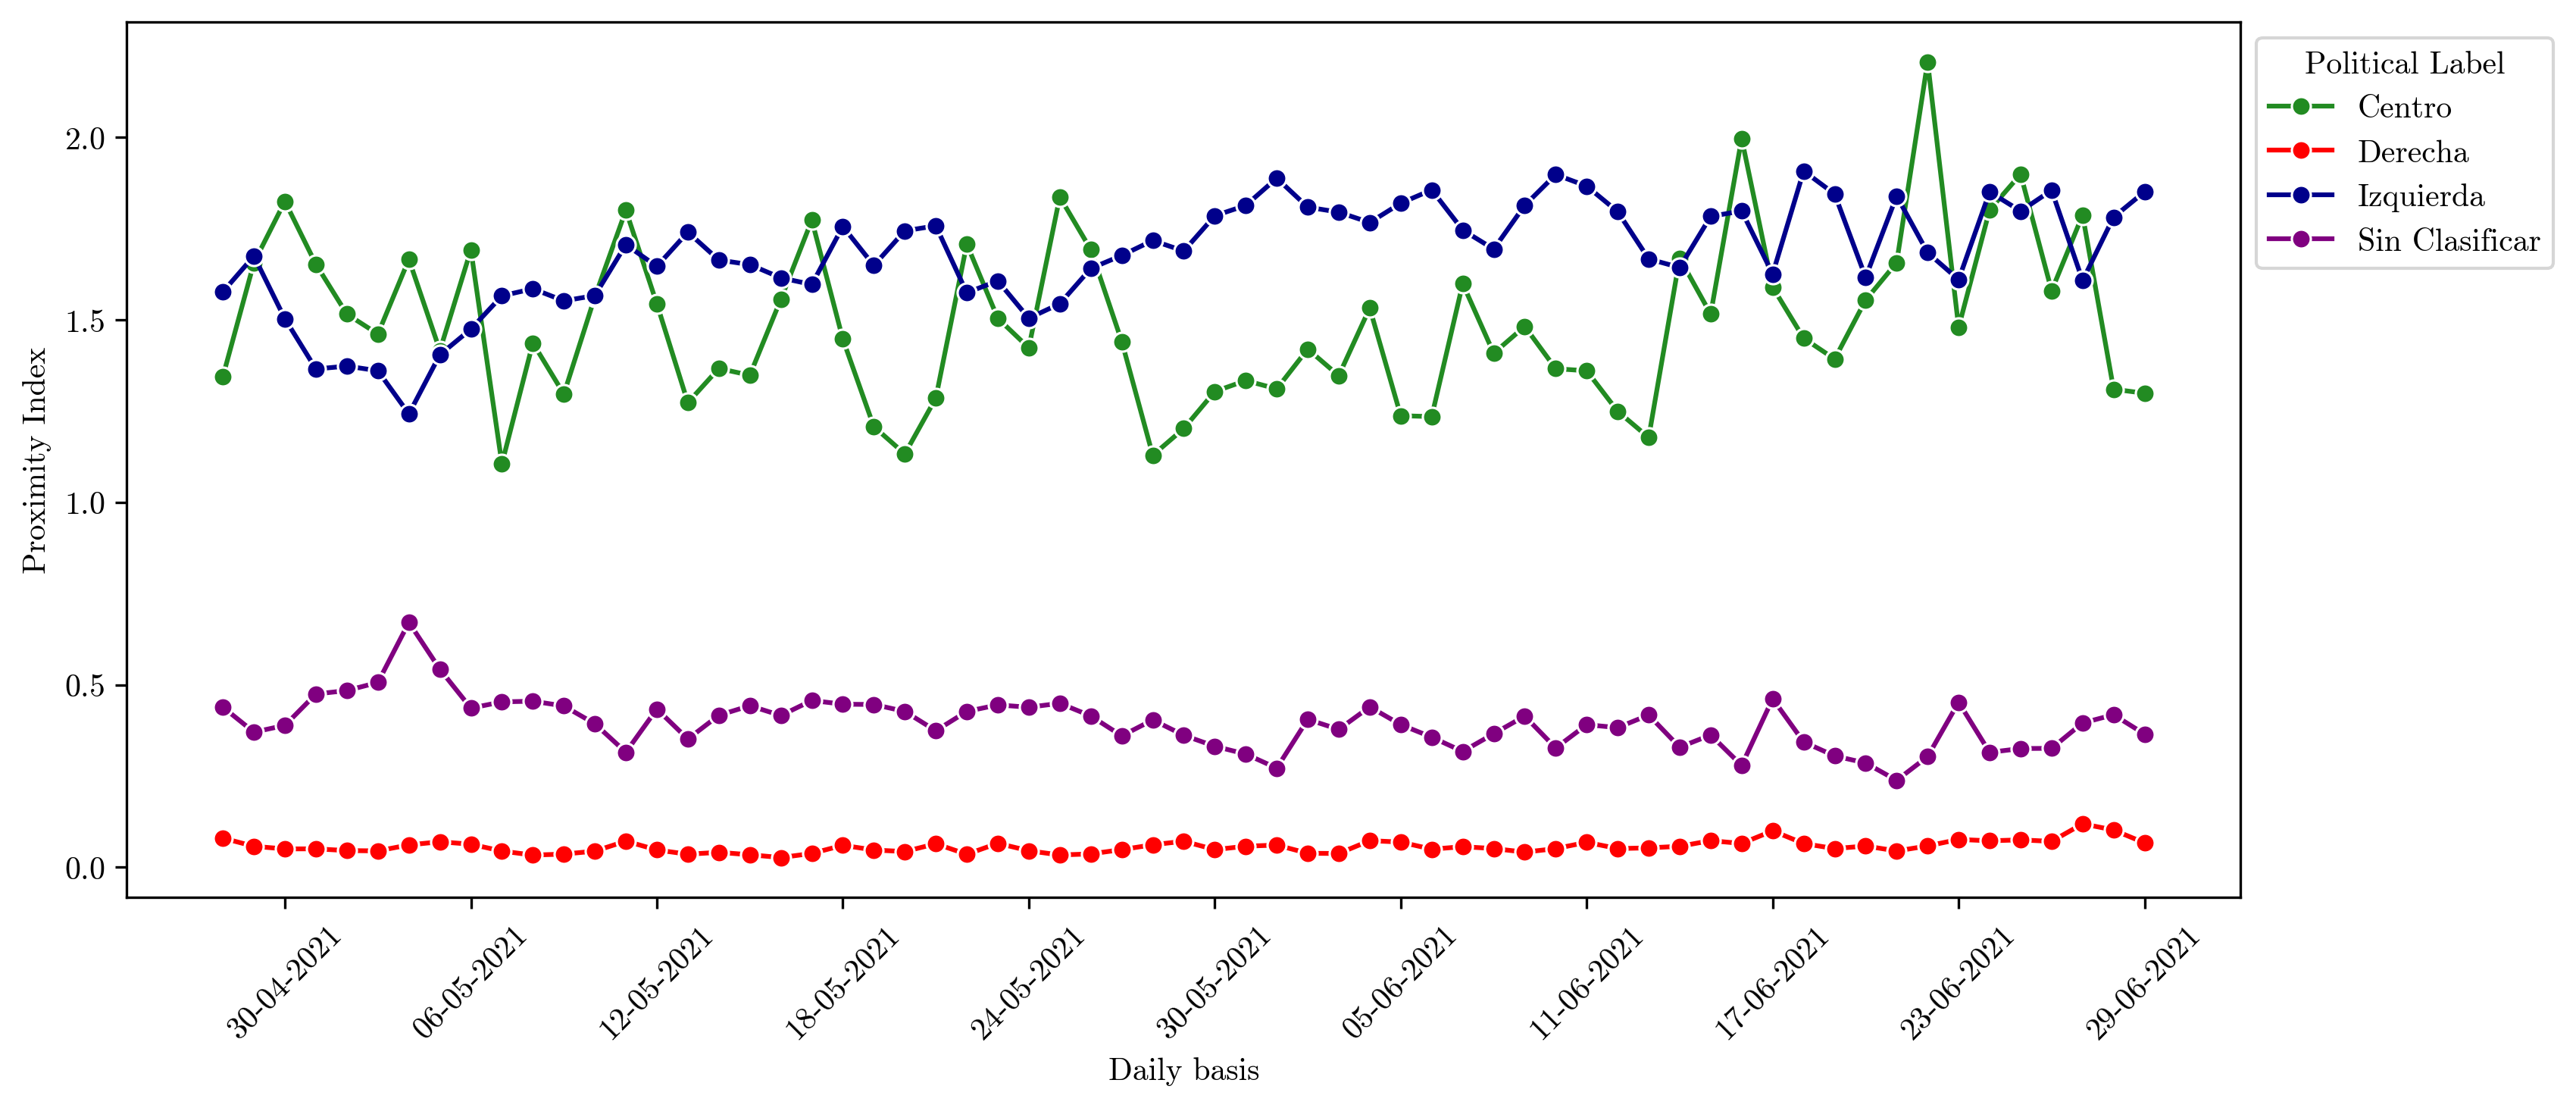 Political Label
Centro
Derecha
Izquierda
Sin Clasificar
Proximity Index
2.0
1.5
1.0
0.5
0.0
30-04-2021
06-05-2021
12-05-2021
18-05-2021
24-05-2021
30-05-2021
05-06-2021
11-06-2021
17-06-2021
23-06-2021
29-06-2021
Daily basis